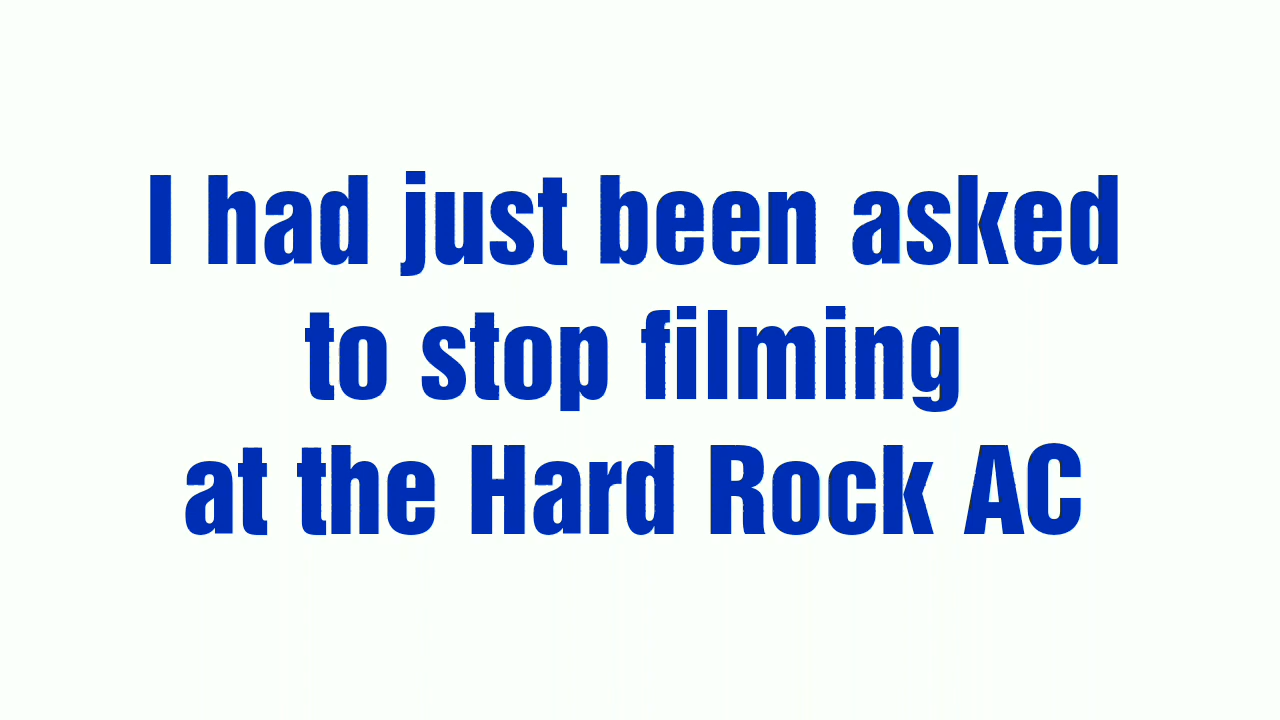 I had just been asked
to stop filming
at the Hard Rock AC